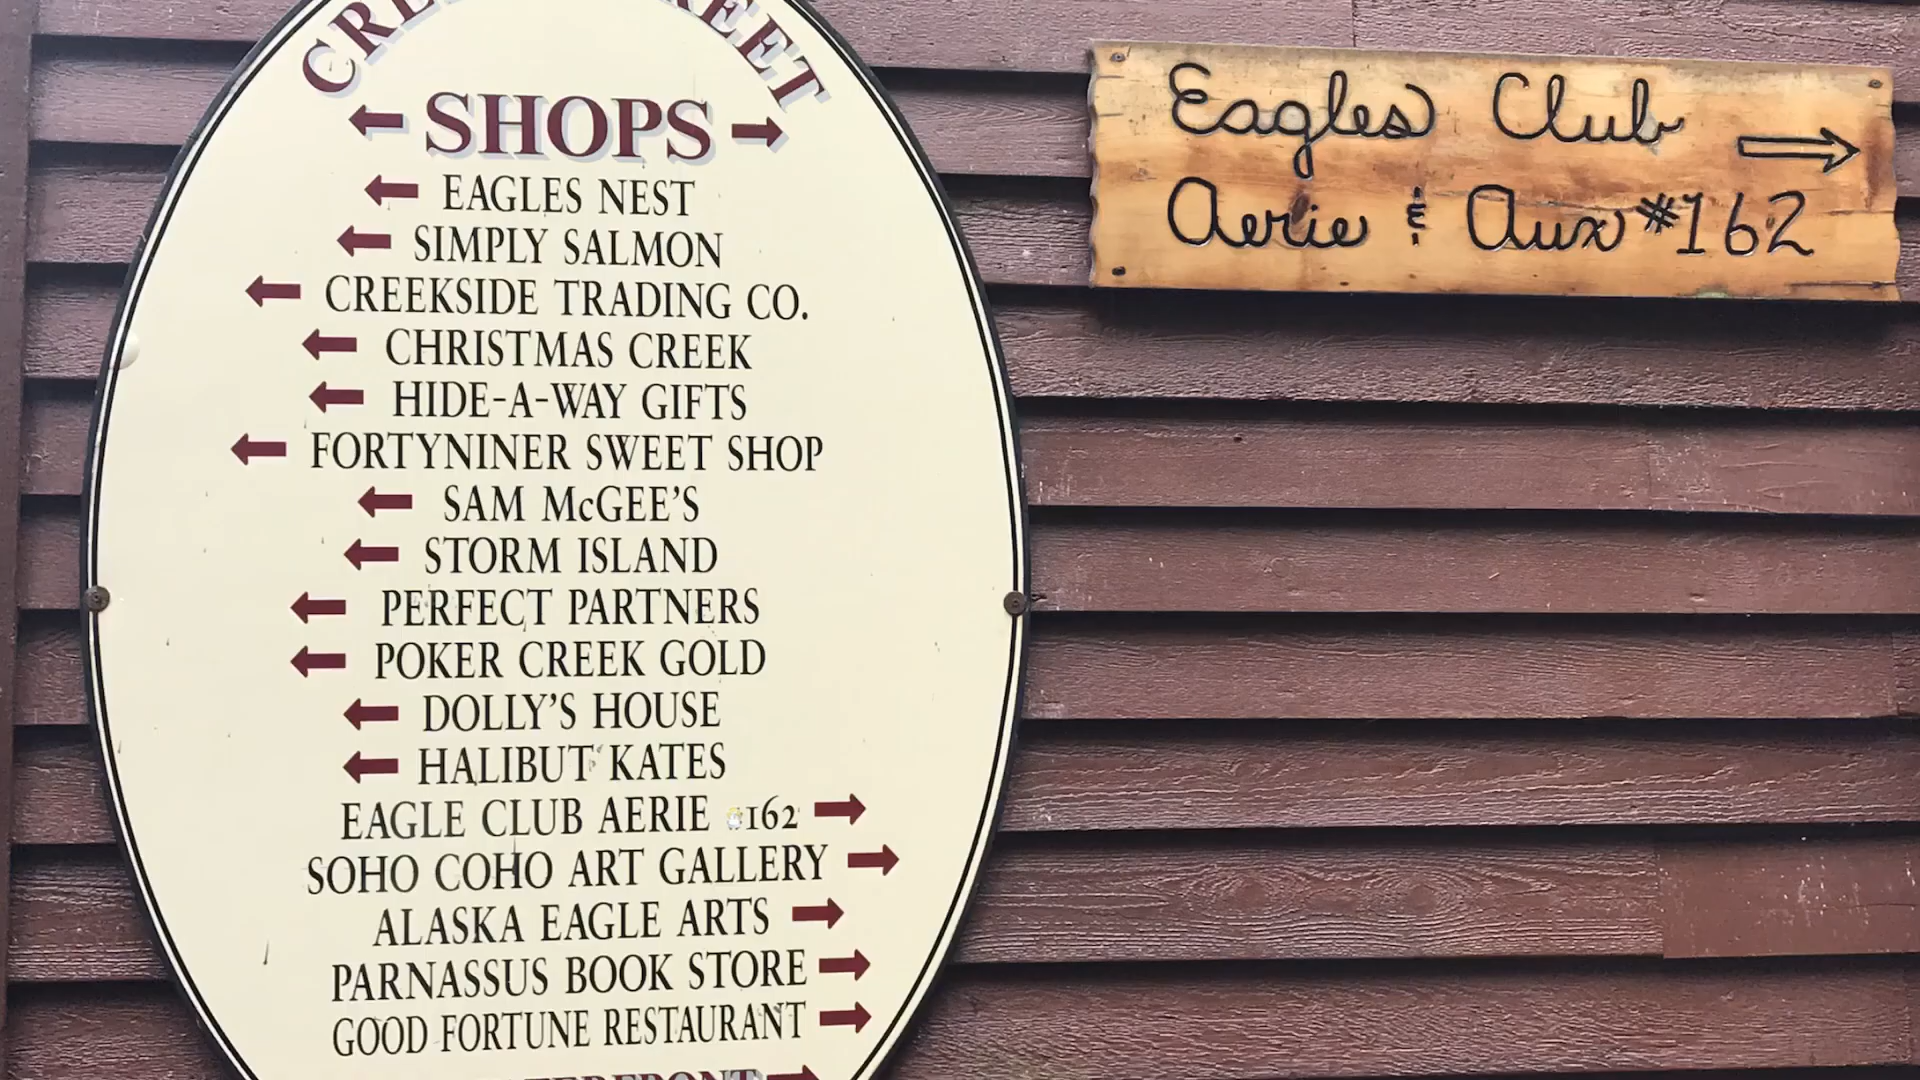 SHOPS
EAGLES NEST
SIMPLY SALMON
CREEKSIDE TRADING CO.
CHRISTMAS CREEK
HIDE-A-WAY GIFTS
FORTYNINER SWEET SHOP
SAM McGEE'S
STORM ISLAND
PERFECT PARTNERS
POKER CREEK GOLD
DOLLY'S HOUSE
HALIBUT KATES
EAGLE CLUB AERIE #162
SOHO COHO ART GALLERY
ALASKA EAGLE ARTS
PARNASSUS BOOK STORE
GOOD FORTUNE RESTAURANT
Eagles Club
Aerie & Aux #162